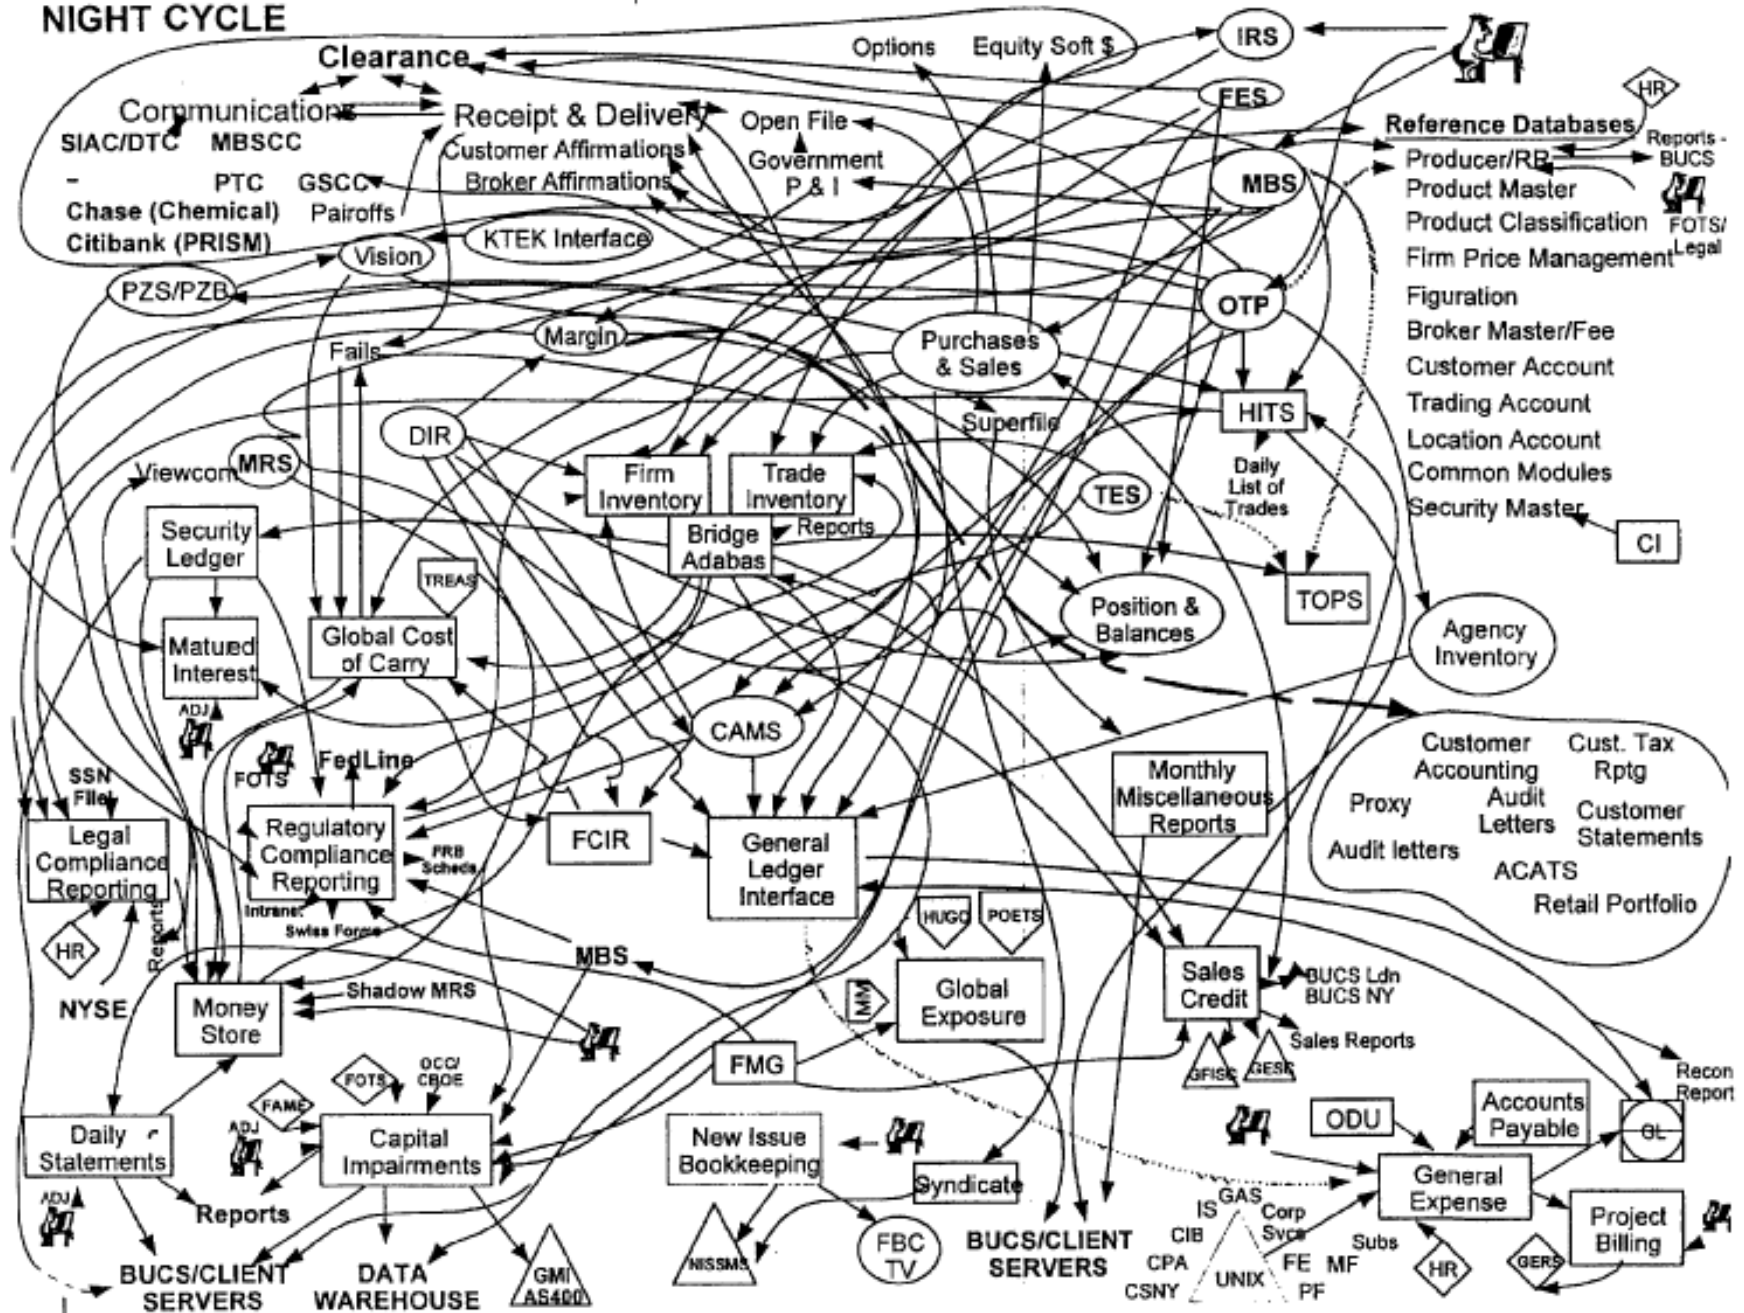 NIGHT CYCLE
Clearance
Options
Equity Soft $
IRS
FES
HR
Communications
Receipt & Delivery
Open File
Reference Databases
SIAC/DTC
MBSCC
Customer Affirmations
Government
P & I
Producer/RR
Reports -
BUCS
–
PTC
GSCC
Broker Affirmations
MBS
Product Master
Chase (Chemical)
Pairoffs
Product Classification
FOTS/
Legal
Citibank (PRISM)
Vision
KTEK Interface
Firm Price Management
PZS/PZB
OTP
Figuration
Margin
Purchases
& Sales
Broker Master/Fee
Fails
Customer Account
HITS
Trading Account
DIR
Superfile
Location Account
Viewcom
MRS
Firm
Inventory
Trade
Inventory
TES
Daily
List of
Trades
Common Modules
Security Master
Security
Ledger
Bridge
Adabas
Reports
CI
TREAS
TOPS
Matued
Interest
Global Cost
of Carry
Position &
Balances
Agency
Inventory
ADJ
CAMS
FOTS
FedLine
SSN
File
Monthly
Miscellaneous
Reports
Customer
Accounting
Cust. Tax
Rptg
Proxy
Audit
Letters
Customer
Statements
Audit letters
ACATS
Retail Portfolio
Legal
Compliance
Reporting
Regulatory
Compliance
Reporting
FRB
Scheds
FCIR
General
Ledger
Interface
Intranet
Swiss Forms
HR
Reports
HUGO
POETS
NYSE
MBS
Shadow MRS
Money
Store
MM
Global
Exposure
Sales
Credit
BUCS Ldn
BUCS NY
Sales Reports
FMG
GFISC
GESC
Recon
Report
FOTS
OCC/
CBOE
FAME
ADJ
Daily
Statements
Capital
Impairments
New Issue
Bookkeeping
Syndicate
ODU
Accounts
Payable
GL
General
Expense
ADJ
Reports
Project
Billing
NISSMS
FBC
TV
BUCS/CLIENT
SERVERS
GAS
IS
Corp
Svcs
CIB
Subs
CPA
FE
MF
CSNY
UNIX
PF
HR
GERS
BUCS/CLIENT
SERVERS
DATA
WAREHOUSE
GMI
AS400